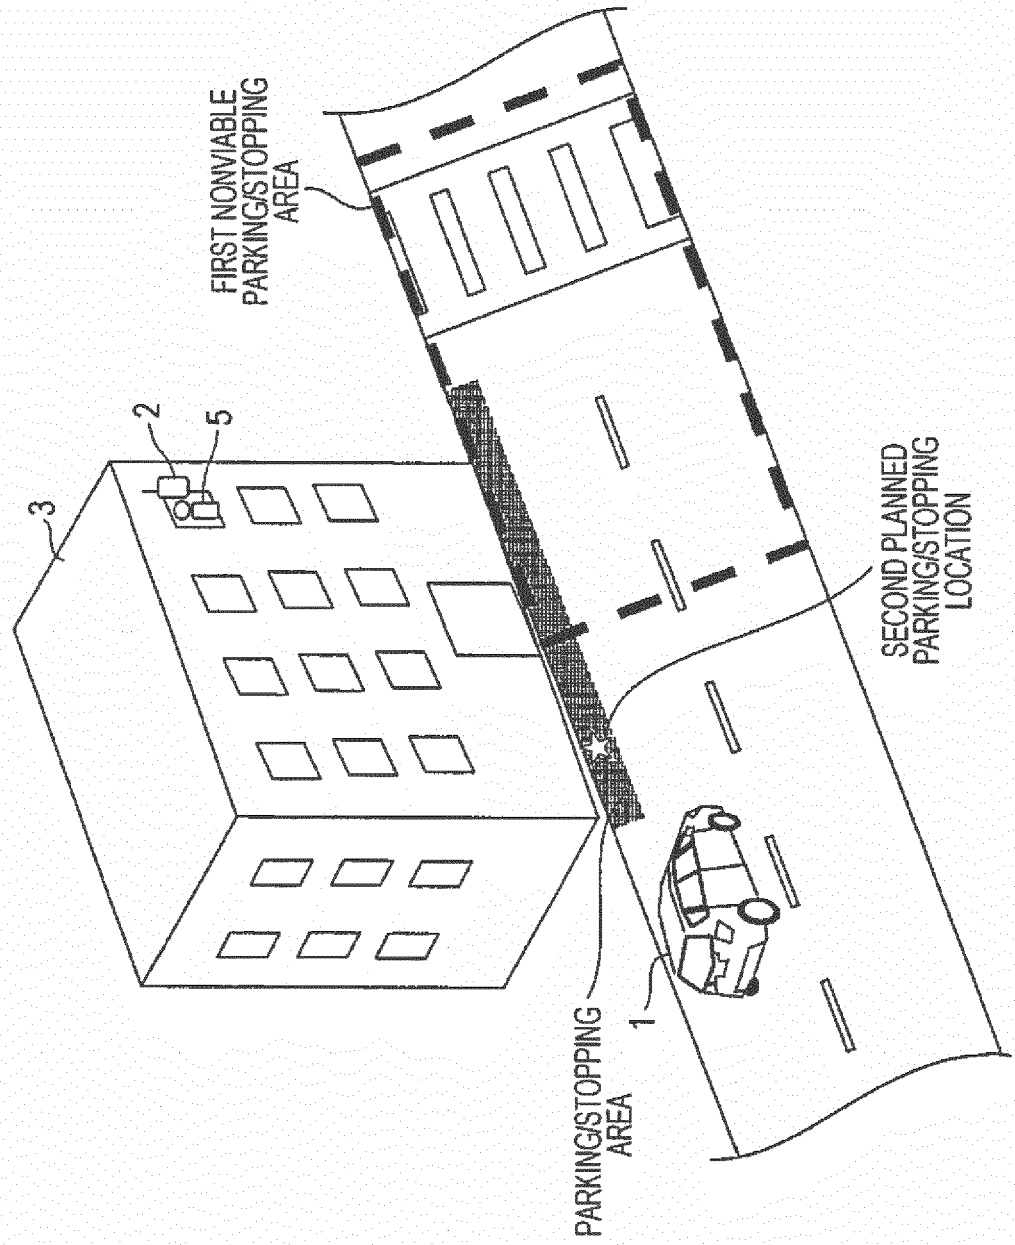 3
2
5
FIRST NONVIABLE
PARKING/STOPPING
AREA
SECOND PLANNED
PARKING/STOPPING
LOCATION
1
PARKING/STOPPING
AREA